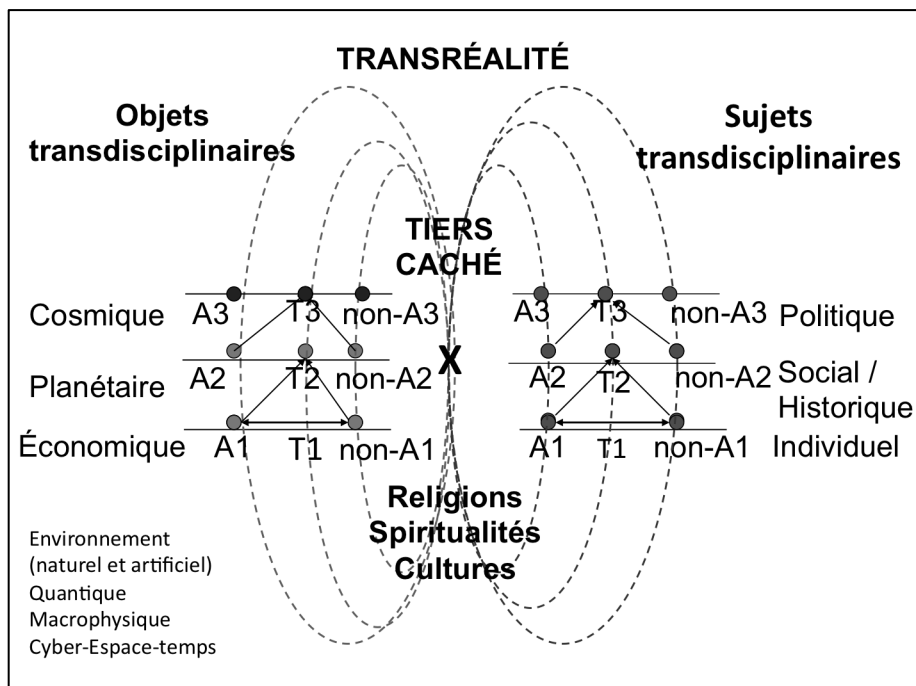 TRANSRÉALITÉ
Objets
transdisciplinaires
Sujets
transdisciplinaires
TIERS
CACHÉ
Cosmique
A3
T3
non-A3
A3
T3
non-A3
Politique
Planétaire
A2
T2
non-A2
X
A2
T2
non-A2
Social /
Historique
Économique
A1
T1
non-A1
A1
T1
non-A1
Individuel
Religions
Spiritualités
Cultures
Environnement
(naturel et artificiel)
Quantique
Macrophysique
Cyber-Espace-temps